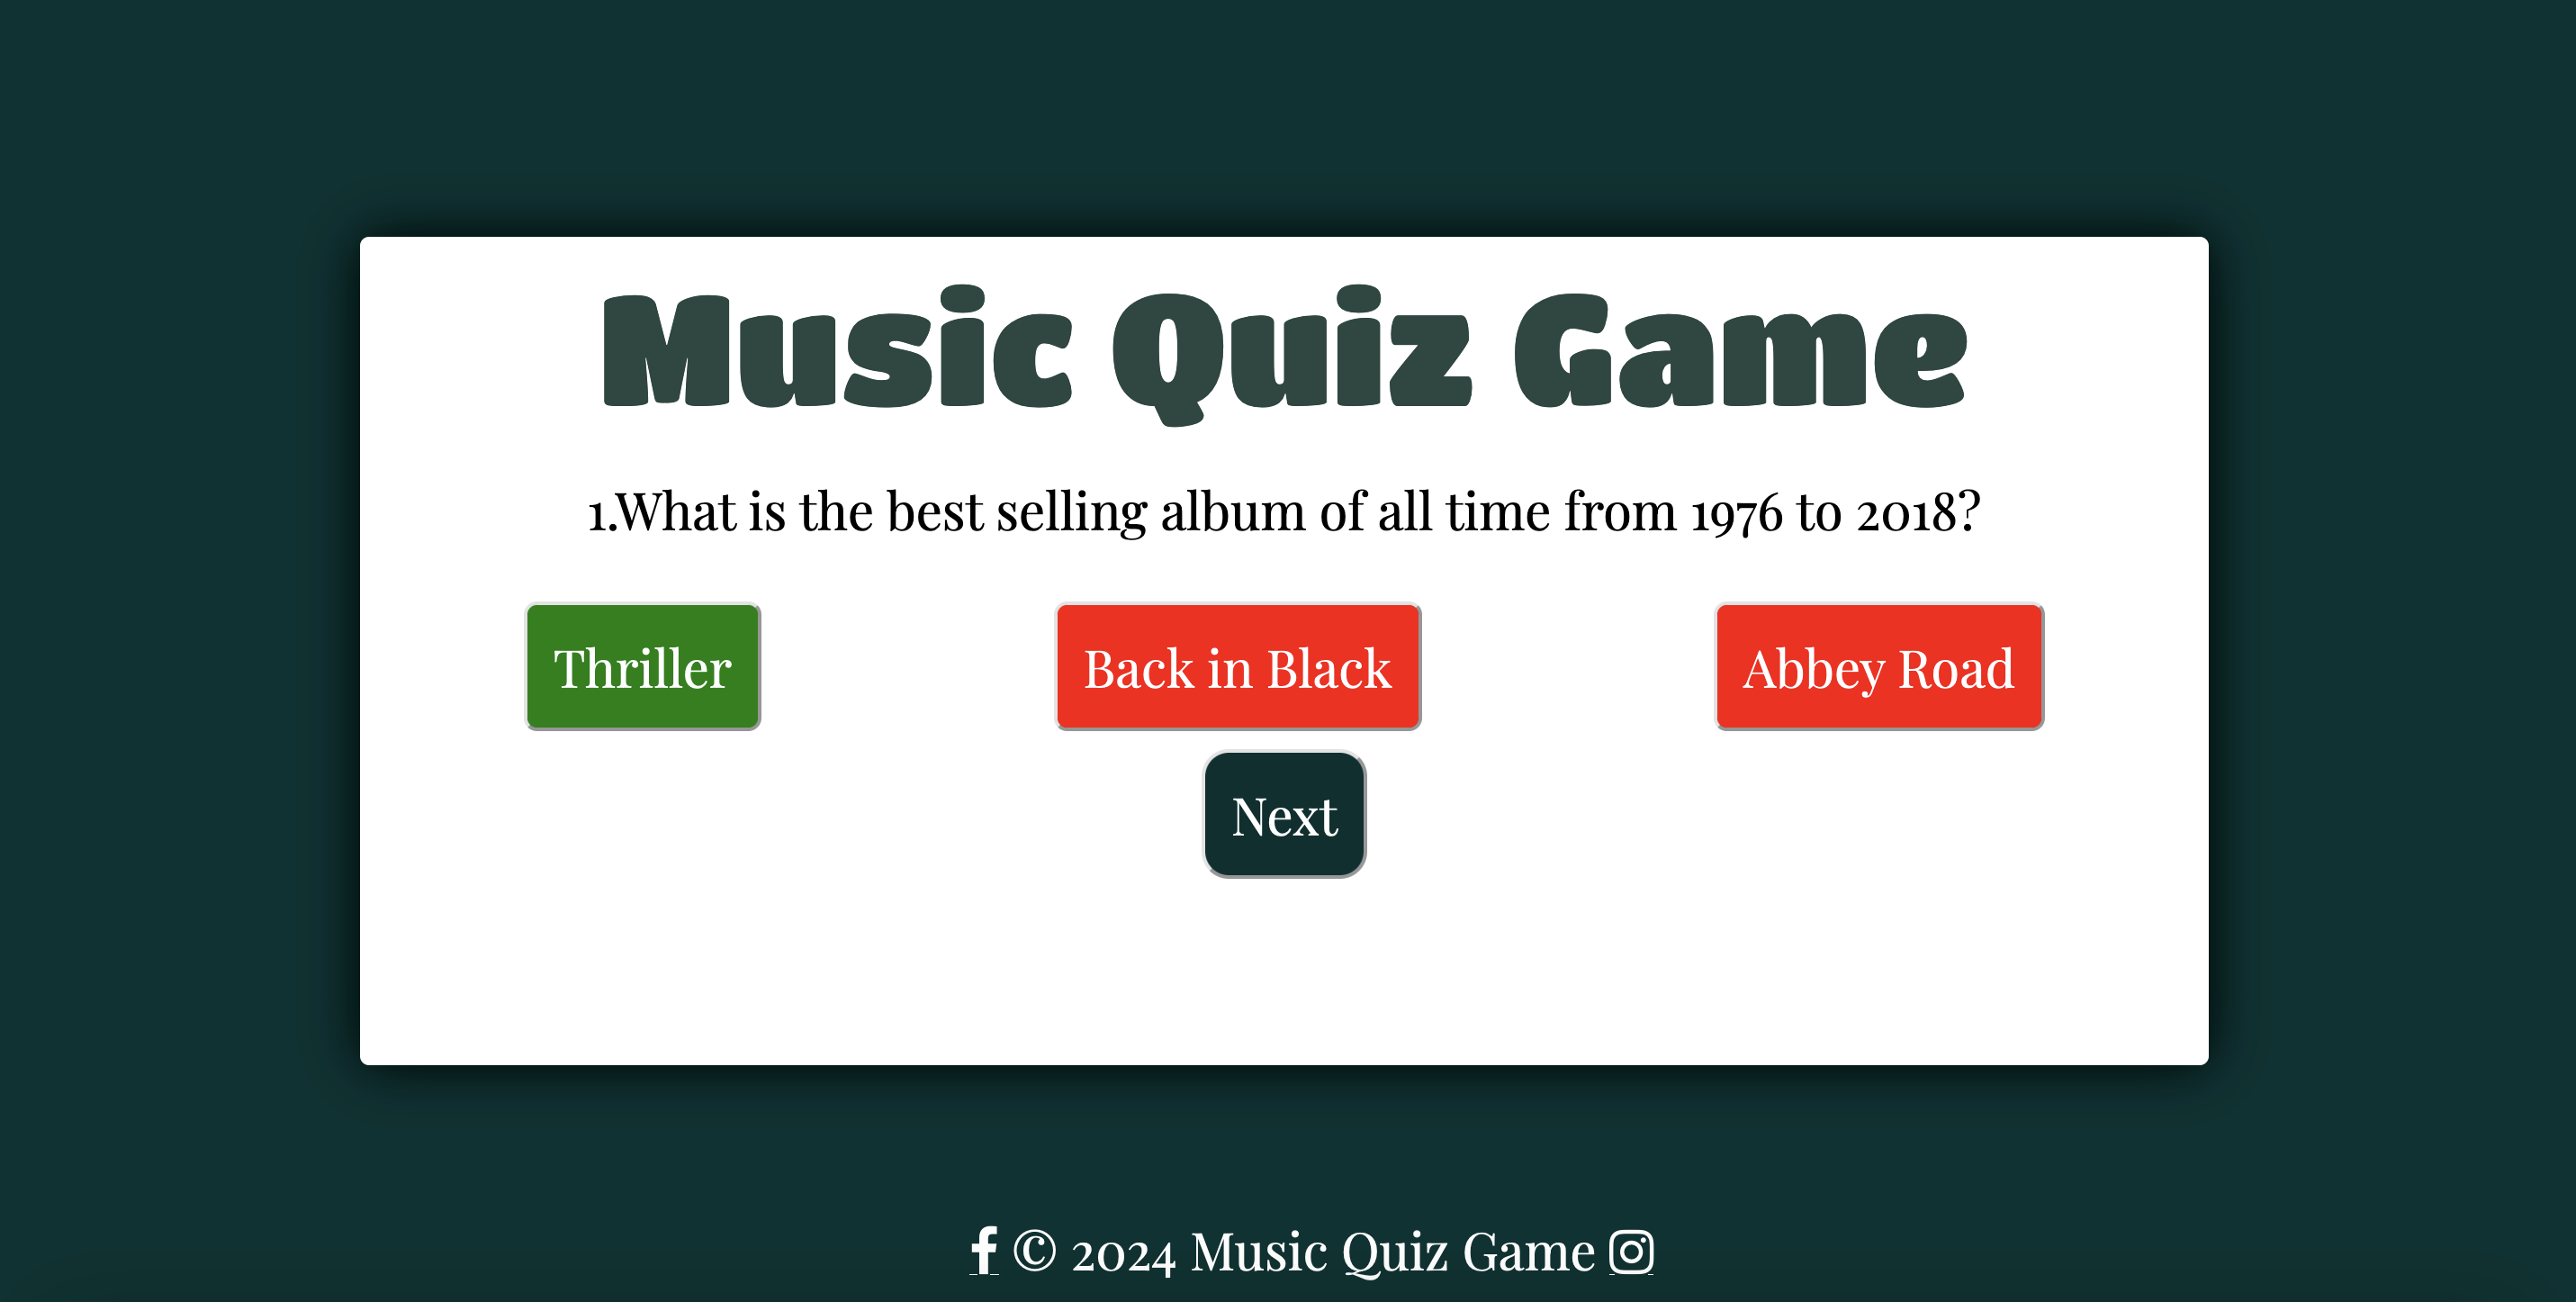 Music Quiz Game
1.What is the best selling album of all time from 1976 to 2018?
Thriller Back in Black Abbey Road
Next
© 2024 Music Quiz Game